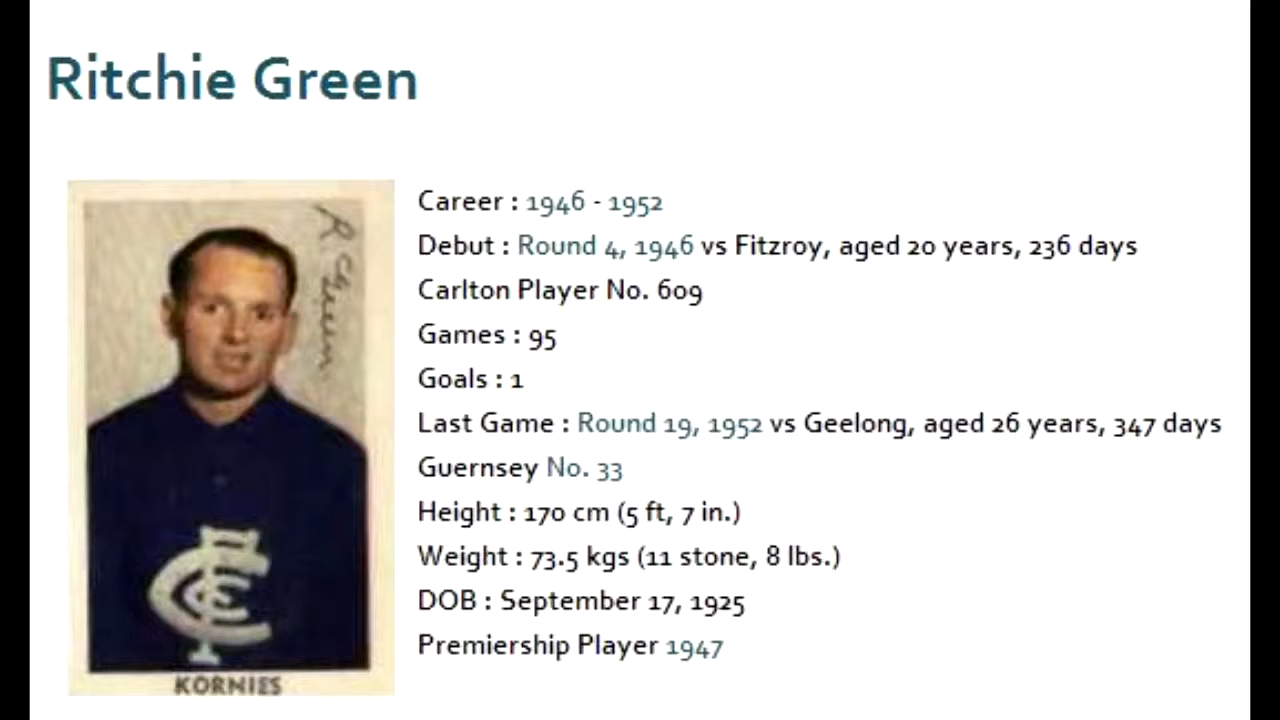 Ritchie Green
R Green
Career : 1946 - 1952
Debut : Round 4, 1946 vs Fitzroy, aged 20 years, 236 days
Carlton Player No. 609
Games : 95
Goals : 1
Last Game : Round 19, 1952 vs Geelong, aged 26 years, 347 days
Guernsey No. 33
Height : 170 cm (5 ft, 7 in.)
Weight : 73.5 kgs (11 stone, 8 lbs.)
DOB : September 17, 1925
Premiership Player 1947
CFC
KORNIES